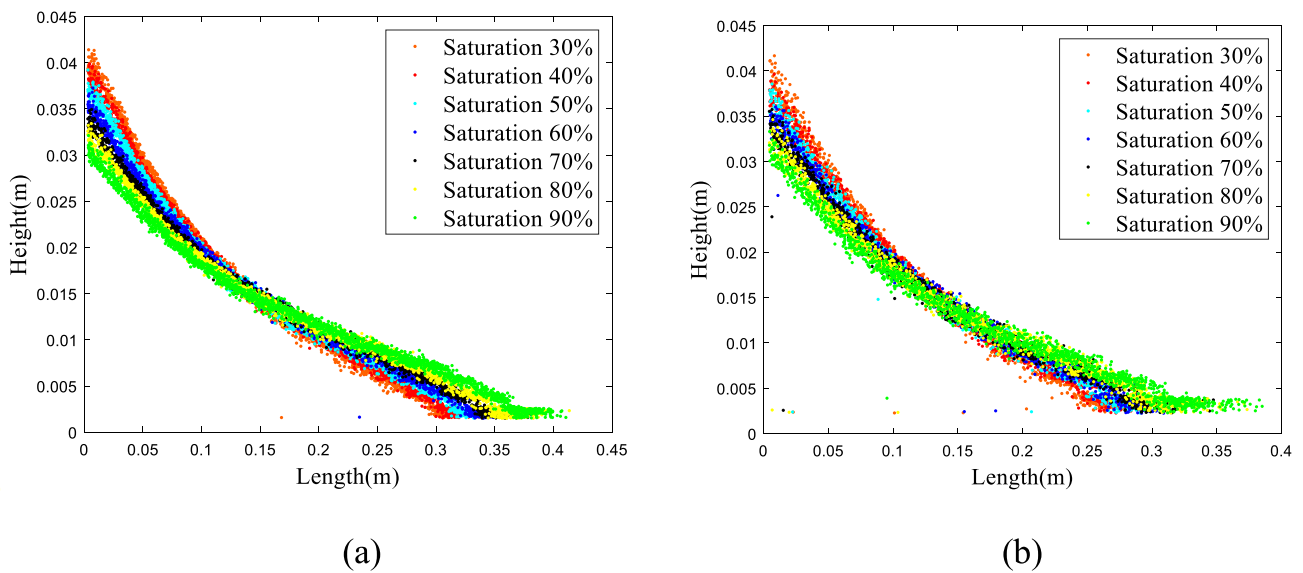 0.045
0.04
0.035
0.03
0.025
0.02
0.015
0.01
0.005
0
Height(m)
0 0.05 0.1 0.15 0.2 0.25 0.3 0.35 0.4 0.45
Length(m)
Saturation 30%
Saturation 40%
Saturation 50%
Saturation 60%
Saturation 70%
Saturation 80%
Saturation 90%
(a)
0.045
0.04
0.035
0.03
0.025
0.02
0.015
0.01
0.005
0
Height(m)
0 0.05 0.1 0.15 0.2 0.25 0.3 0.35 0.4
Length(m)
Saturation 30%
Saturation 40%
Saturation 50%
Saturation 60%
Saturation 70%
Saturation 80%
Saturation 90%
(b)